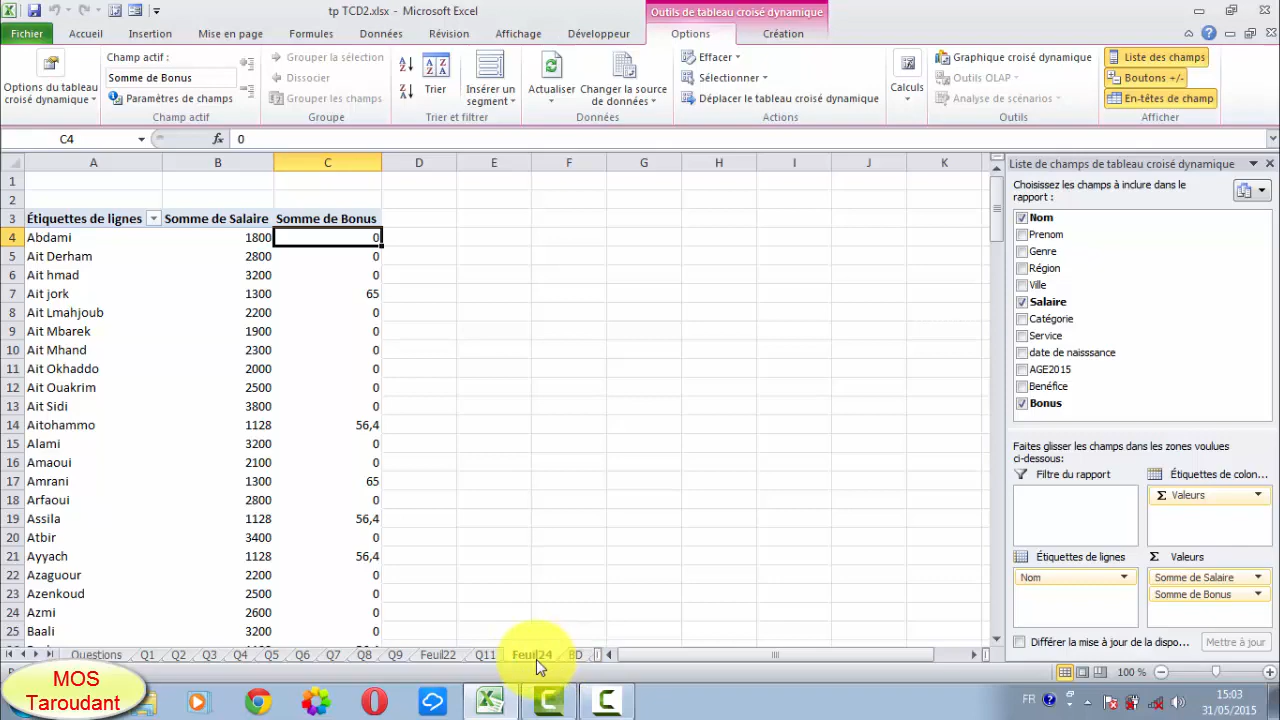 tp TCD2.xlsx - Microsoft Excel
Outils de tableau croisé dynamique
Fichier Accueil Insertion Mise en page Formules Données Révision Affichage Développeur Options Création
Options du tableau croisé dynamique
Champ actif :
Somme de Bonus
Paramètres de champ
Champ actif
Grouper la sélection
Dissocier
Grouper les champs
Groupe
Trier
Insérer un segment
Trier et filtrer
Actualiser
Changer la source de données
Données
Effacer
Sélectionner
Déplacer le tableau croisé dynamique
Actions
Calculs
Graphique croisé dynamique
Outils OLAP
Analyse de scénarios
Outils
Liste des champs
Boutons +/-
En-têtes de champ
Afficher
C4 fx 0
A B C D E F G H I J K
1
2
3 Étiquettes de lignes Somme de Salaire Somme de Bonus
4 Abdami 1800 0
5 Ait Derham 2800 0
6 Ait hmad 3200 0
7 Ait jork 1300 65
8 Ait Lmahjoub 2200 0
9 Ait Mbarek 1900 0
10 Ait Mhand 2300 0
11 Ait Okhaddo 2000 0
12 Ait Ouakrim 2500 0
13 Ait Sidi 3800 0
14 Aitohammo 1128 56,4
15 Alami 3200 0
16 Amaoui 2100 0
17 Amrani 1300 65
18 Arfaoui 2800 0
19 Assila 1128 56,4
20 Atbir 3400 0
21 Ayyach 1128 56,4
22 Azaguour 2200 0
23 Azenkoud 2500 0
24 Azmi 2600 0
25 Baali 3200 0
Liste de champs de tableau croisé dynamique
Choisissez les champs à inclure dans le
rapport :
Nom
Prenom
Genre
Région
Ville
Salaire
Catégorie
Service
date de naisssance
AGE2015
Benéfice
Bonus
Faites glisser les champs dans les zones voulues
ci-dessous:
Filtre du rapport
Étiquettes de colon...
Σ Valeurs
Étiquettes de lignes
Σ Valeurs
Nom
Somme de Salaire
Somme de Bonus
Différer la mise à jour de la dispo...
Mettre à jour
Questions Q1 Q2 Q3 Q4 Q5 Q6 Q7 Q8 Q9 Feuil22 Q11 Feuil24 BD
100 %
MOS
Taroudant
FR
15:03
31/05/2015